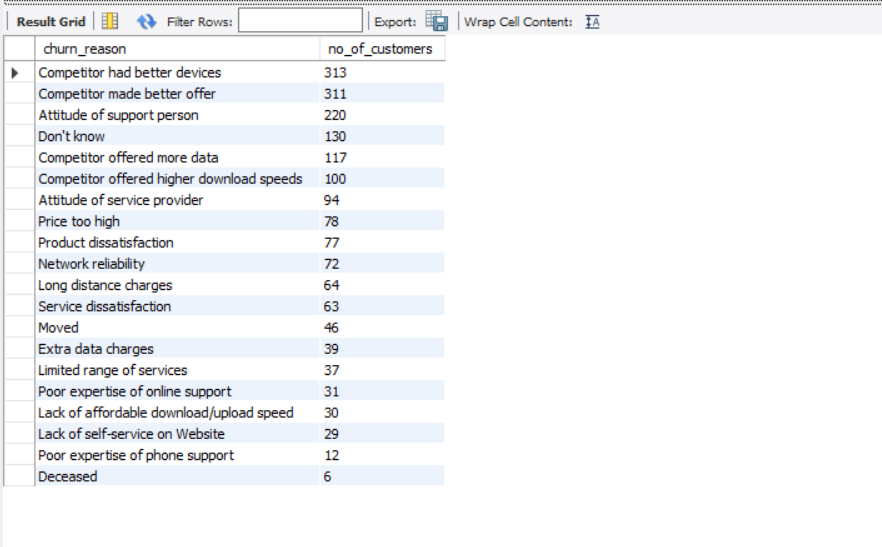 Result Grid Filter Rows: Export: Wrap Cell Content:
churn_reason no_of_customers
Competitor had better devices 313
Competitor made better offer 311
Attitude of support person 220
Don't know 130
Competitor offered more data 117
Competitor offered higher download speeds 100
Attitude of service provider 94
Price too high 78
Product dissatisfaction 77
Network reliability 72
Long distance charges 64
Service dissatisfaction 63
Moved 46
Extra data charges 39
Limited range of services 37
Poor expertise of online support 31
Lack of affordable download/upload speed 30
Lack of self-service on Website 29
Poor expertise of phone support 12
Deceased 6